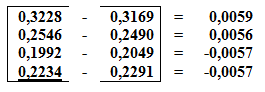 0,3228 - 0,3169 = 0,0059
0,2546 - 0,2490 = 0,0056
0,1992 - 0,2049 = -0,0057
0,2234 - 0,2291 = -0,0057